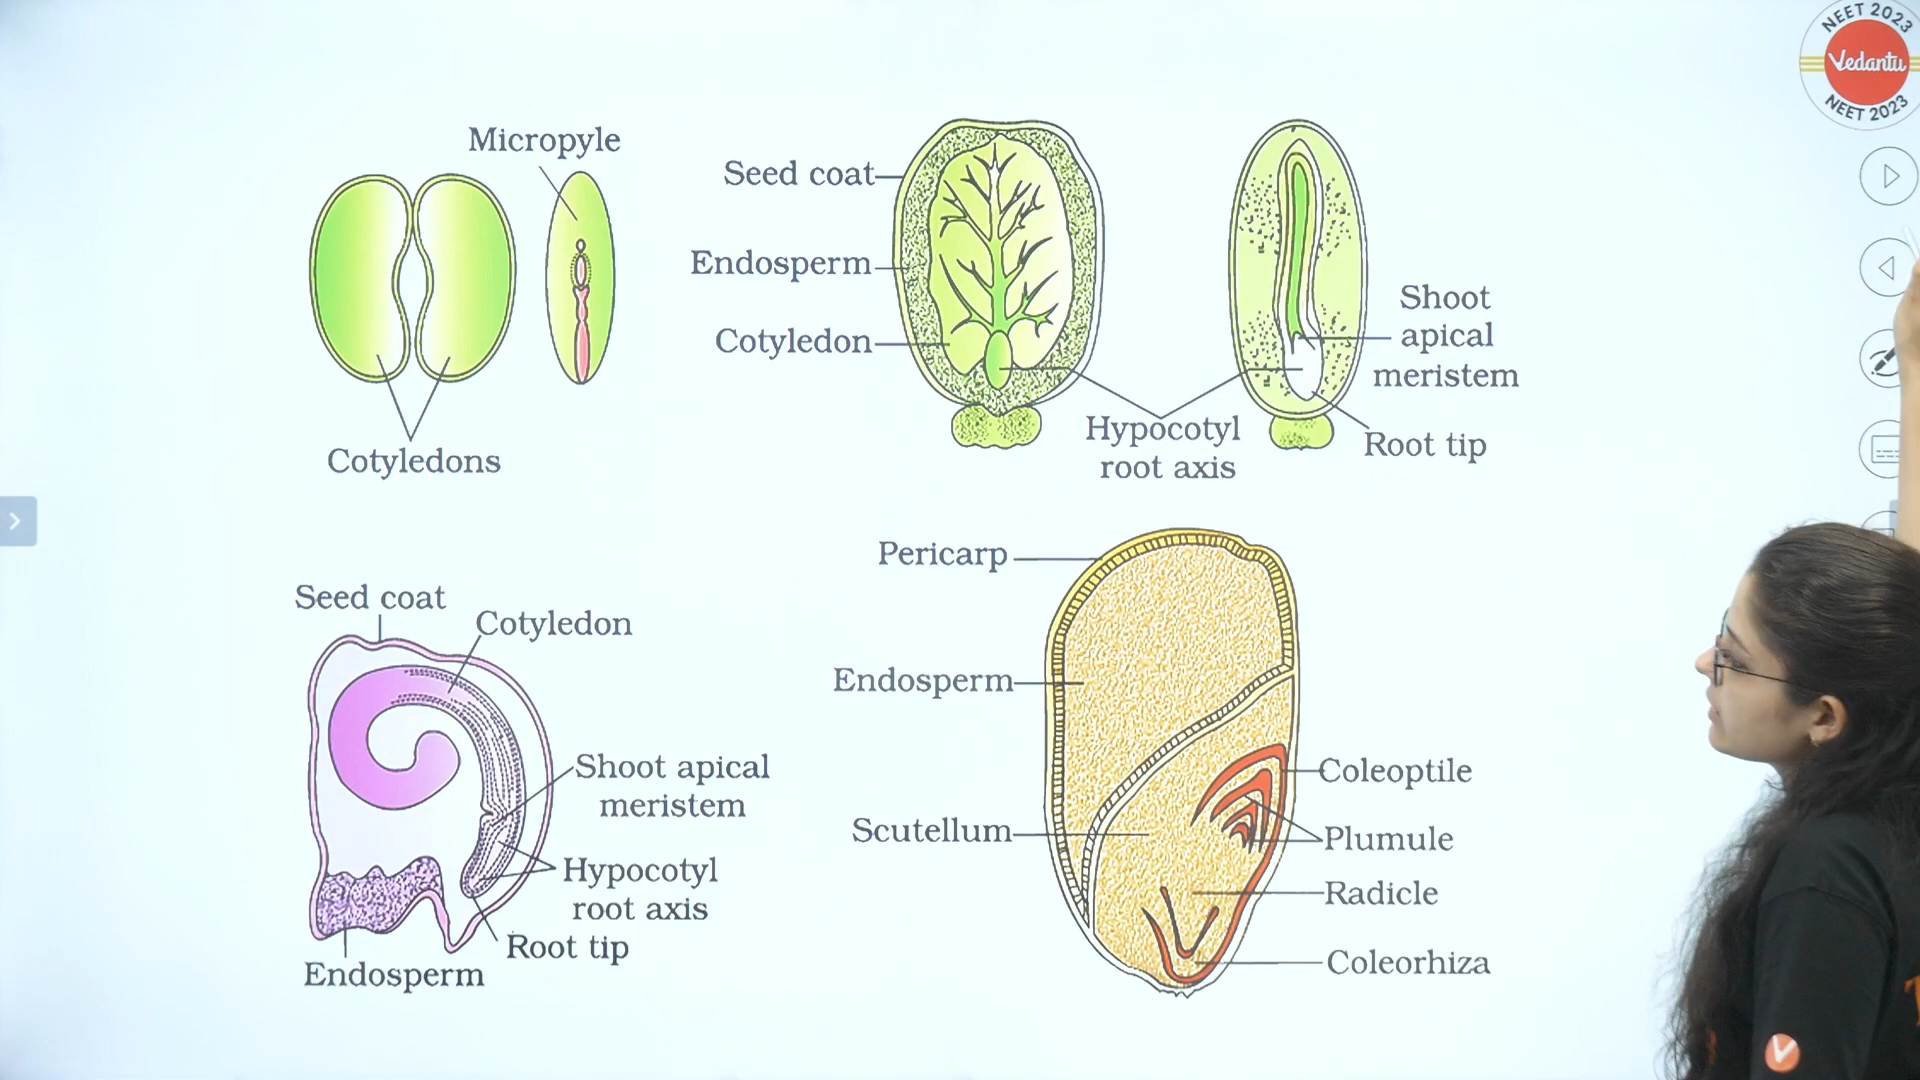 NEET 2023
Vedantu
NEET 2023
Micropyle
Cotyledons
Seed coat
Endosperm
Cotyledon
Hypocotyl
root axis
Shoot
apical
meristem
Root tip
Seed coat
Cotyledon
Shoot apical
meristem
Hypocotyl
root axis
Root tip
Endosperm
Pericarp
Endosperm
Scutellum
Coleoptile
Plumule
Radicle
Coleorhiza